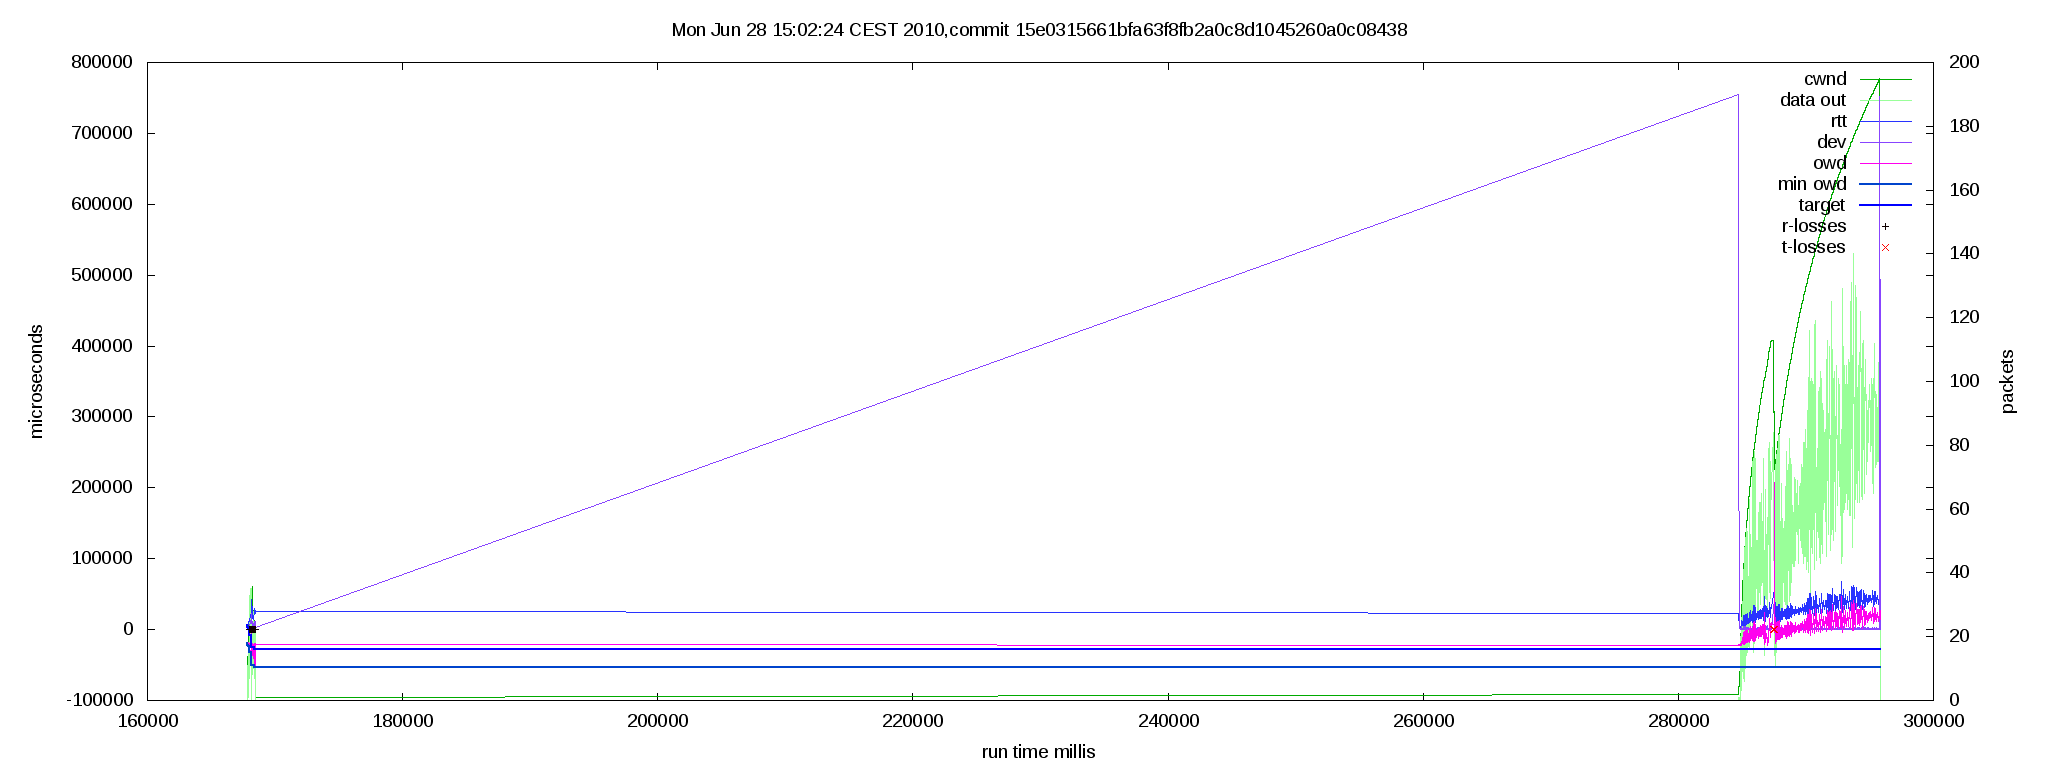 Mon Jun 28 15:02:24 CEST 2010,commit 15e0315661bfa63f8fb2a0c8d1045260a0c08438
800000
700000
600000
500000
400000
300000
200000
100000
0
-100000
microseconds
160000 180000 200000 220000 240000 260000 280000 300000
run time millis
200
180
160
140
120
100
80
60
40
20
0
packets
cwnd
data out
rtt
dev
owd
min owd
target
r-losses
t-losses